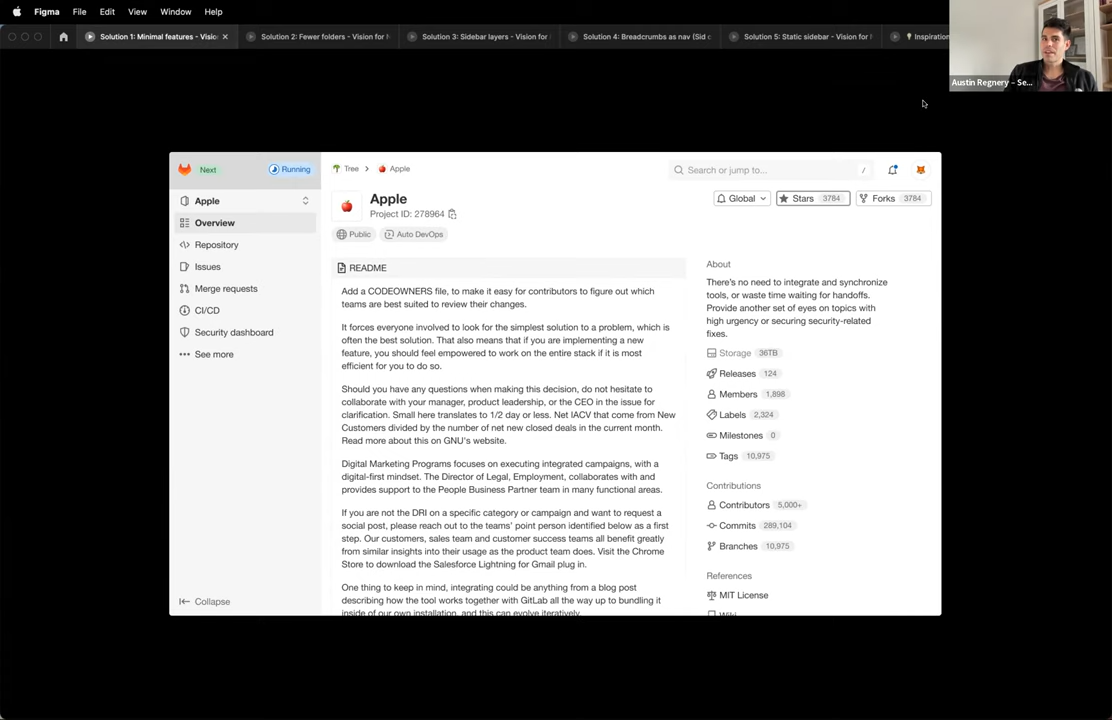 Figma File Edit View Window Help
Solution 1: Minimal features - Visio
Solution 2: Fewer folders - Vision for
Solution 3: Sidebar layers - Vision for
Solution 4: Breadcrumbs as nav (Sid
Solution 5: Static sidebar - Vision for
Inspiration
Austin Regnery – Se...
Next Running
Tree > Apple
Search or jump to... /
Apple
Overview
Repository
Issues
Merge requests
CI/CD
Security dashboard
See more
Collapse
Apple
Project ID: 278964
Public Auto DevOps
Global
Stars 3784
Forks 3784
README
Add a CODEOWNERS file, to make it easy for contributors to figure out which
teams are best suited to review their changes.
It forces everyone involved to look for the simplest solution to a problem, which is
often the best solution. That also means that if you are implementing a new
feature, you should feel empowered to work on the entire stack if it is most
efficient for you to do so.
Should you have any questions when making this decision, do not hesitate to
collaborate with your manager, product leadership, or the CEO in the issue for
clarification. Small here translates to 1/2 day or less. Net IACV that come from New
Customers divided by the number of net new closed deals in the current month.
Read more about this on GNU's website.
Digital Marketing Programs focuses on executing integrated campaigns, with a
digital-first mindset. The Director of Legal, Employment, collaborates with and
provides support to the People Business Partner team in many functional areas.
If you are not the DRI on a specific category or campaign and want to request a
social post, please reach out to the teams' point person identified below as a first
step. Our customers, sales team and customer success teams all benefit greatly
from similar insights into their usage as the product team does. Visit the Chrome
Store to download the Salesforce Lightning for Gmail plug in.
One thing to keep in mind, integrating could be anything from a blog post
describing how the tool works together with GitLab all the way up to bundling it
inside of our own installation, and this can evolve iteratively.
About
There's no need to integrate and synchronize
tools, or waste time waiting for handoffs.
Provide another set of eyes on topics with
high urgency or securing security-related
fixes.
Storage 36TB
Releases 124
Members 1,898
Labels 2,324
Milestones 0
Tags 10,975
Contributions
Contributors 5,000+
Commits 289,104
Branches 10,975
References
MIT License
Wiki